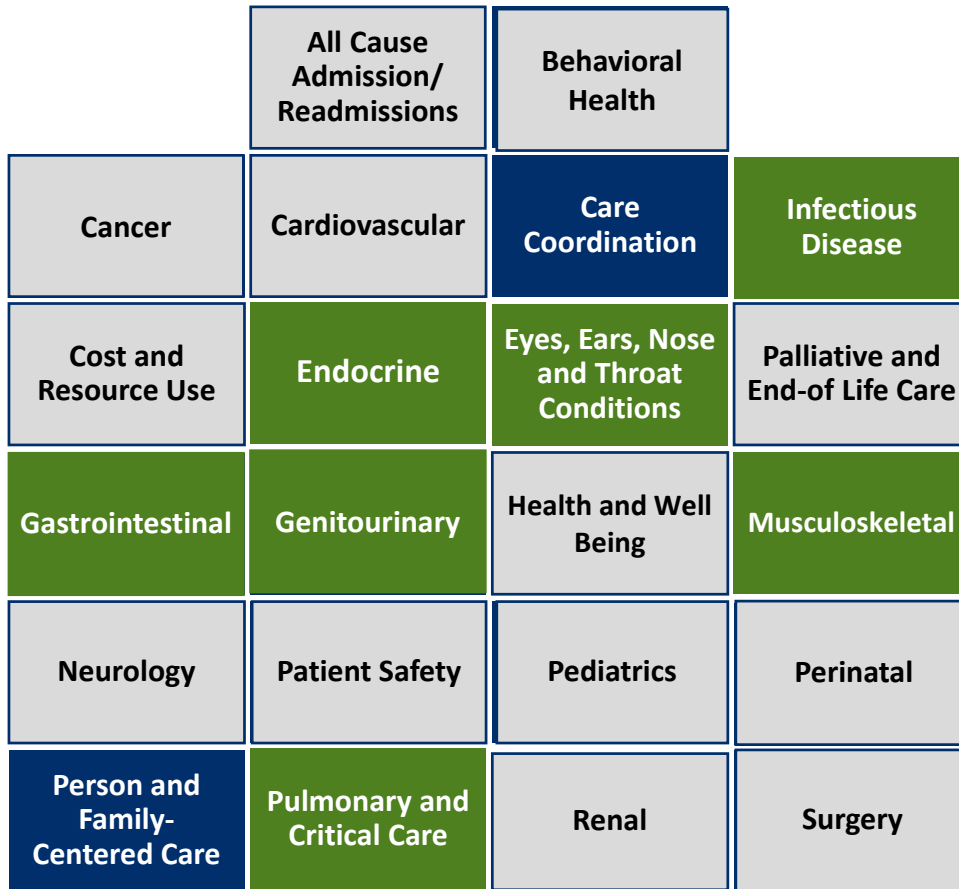 All Cause
Admission/
Readmissions
Behavioral
Health
Cancer
Cardiovascular
Care
Coordination
Infectious
Disease
Cost and
Resource Use
Endocrine
Eyes, Ears, Nose
and Throat
Conditions
Palliative and
End-of Life Care
Gastrointestinal
Genitourinary
Health and Well
Being
Musculoskeletal
Neurology
Patient Safety
Pediatrics
Perinatal
Person and
Family-
Centered Care
Pulmonary and
Critical Care
Renal
Surgery